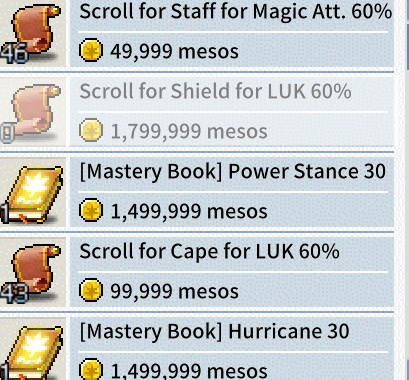 Scroll for Staff for Magic Att. 60%
46
49,999 mesos
Scroll for Shield for LUK 60%
0
1,799,999 mesos
[Mastery Book] Power Stance 30
1
1,499,999 mesos
Scroll for Cape for LUK 60%
43
99,999 mesos
[Mastery Book] Hurricane 30
1
1,499,999 mesos